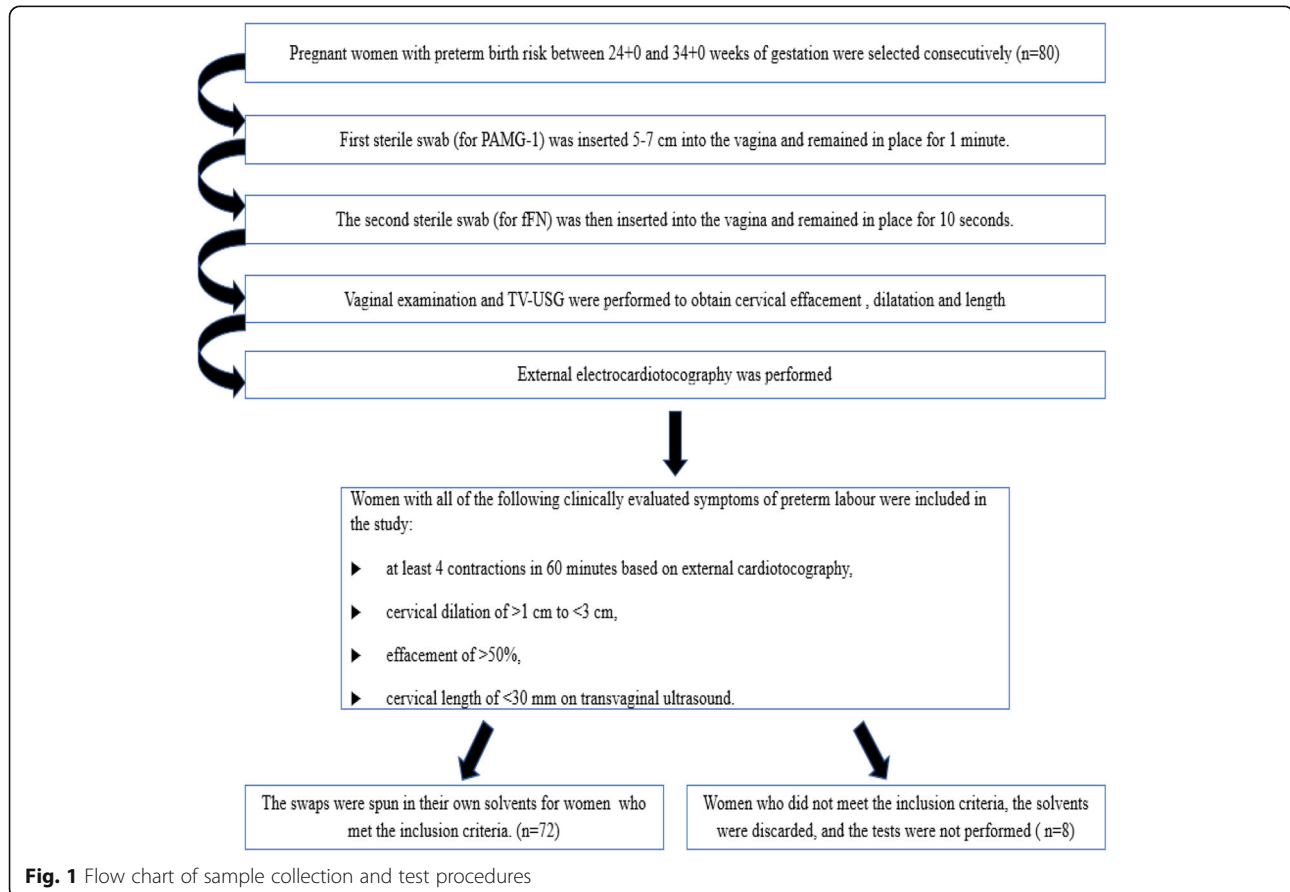 Pregnant women with preterm birth risk between 24+0 and 34+0 weeks of gestation were selected consecutively (n=80)
First sterile swab (for PAMG-1) was inserted 5-7 cm into the vagina and remained in place for 1 minute.
The second sterile swab (for fFN) was then inserted into the vagina and remained in place for 10 seconds.
Vaginal examination and TV-USG were performed to obtain cervical effacement , dilatation and length
External electrocardiotocography was performed
Women with all of the following clinically evaluated symptoms of preterm labour were included in
the study:
▶ at least 4 contractions in 60 minutes based on external cardiotocography,
▶ cervical dilation of >1 cm to <3 cm,
▶ effacement of >50%,
▶ cervical length of <30 mm on transvaginal ultrasound.
The swaps were spun in their own solvents for women who
met the inclusion criteria. (n=72)
Women who did not meet the inclusion criteria, the solvents
were discarded, and the tests were not performed ( n=8)
Fig. 1 Flow chart of sample collection and test procedures